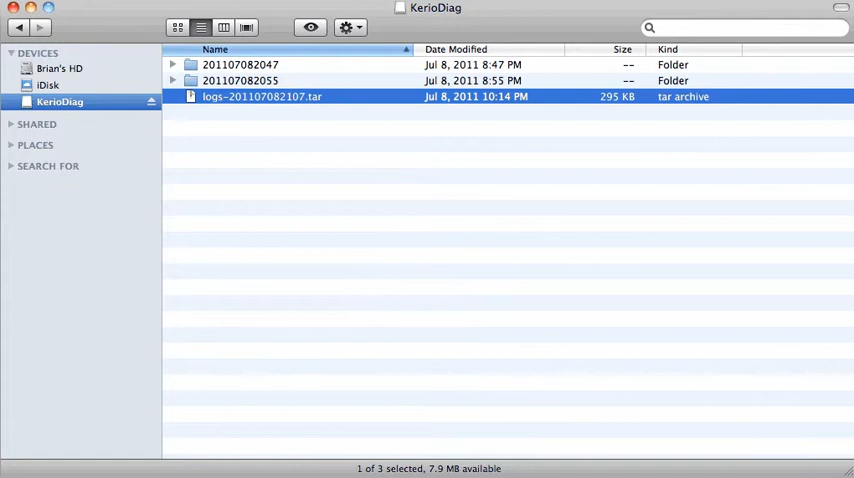 KerioDiag
Name Date Modified Size Kind
DEVICES
Brian's HD
iDisk
KerioDiag
SHARED
PLACES
SEARCH FOR
201107082047 Jul 8, 2011 8:47 PM -- Folder
201107082055 Jul 8, 2011 8:55 PM -- Folder
logs-201107082107.tar Jul 8, 2011 10:14 PM 295 KB tar archive
1 of 3 selected, 7.9 MB available